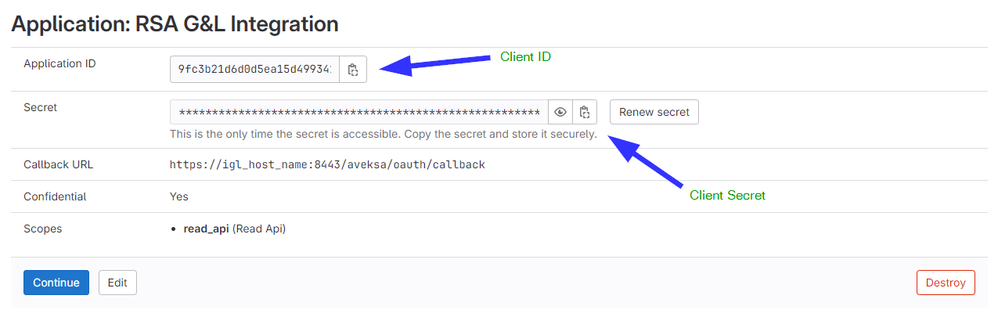 Application: RSA G&L Integration
Application ID 9fc3b21d6d0d5ea15d49934 Client ID
Secret ******************************************************* Renew secret
This is the only time the secret is accessible. Copy the secret and store it securely.
Client Secret
Callback URL https://igl_host_name:8443/aveksa/oauth/callback
Confidential Yes
Scopes • read_api (Read Api)
Continue Edit Destroy